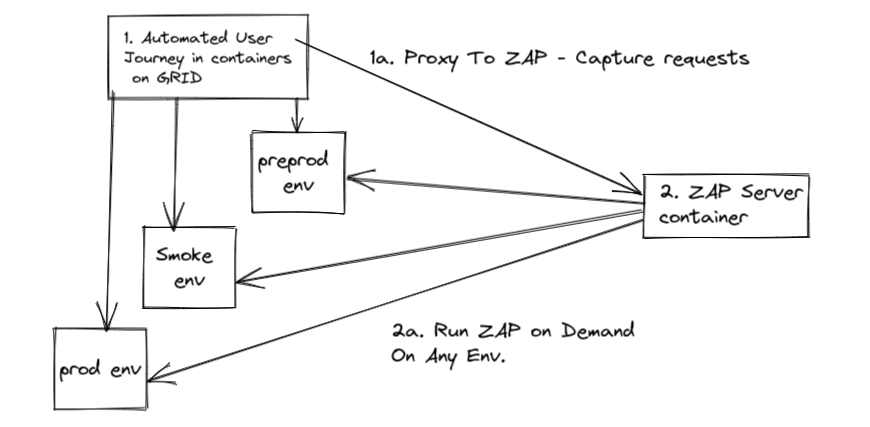 1. Automated User
Journey in containers
on GRID
1a. Proxy To ZAP - Capture requests
preprod
env
2. ZAP Server
container
Smoke
env
2a. Run ZAP on Demand
On Any Env.
prod env